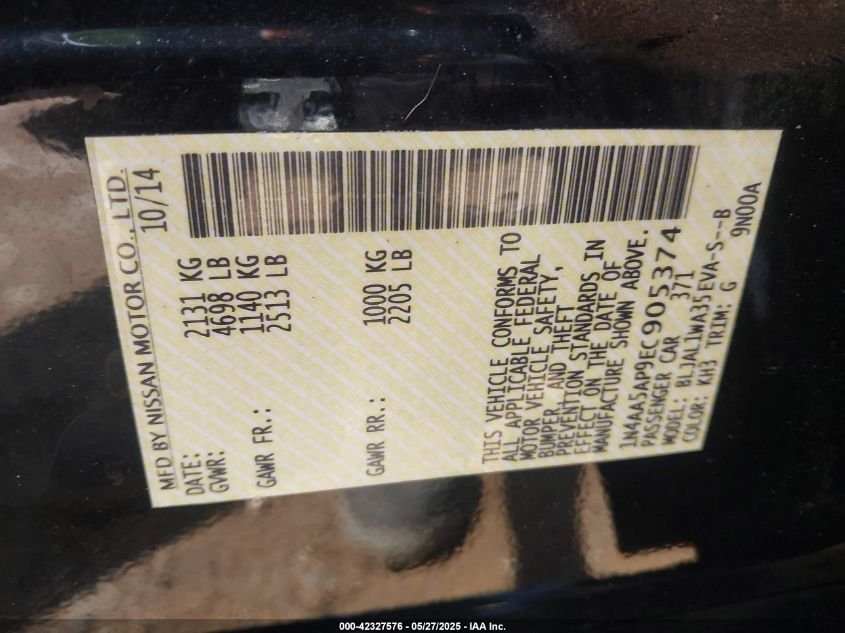 MFD BY NISSAN MOTOR CO., LTD.
DATE: 10/14
GVWR: 2131 KG
4698 LB
GAWR FR.: 1140 KG
2513 LB
GAWR RR.: 1000 KG
2205 LB
THIS VEHICLE CONFORMS TO
ALL APPLICABLE FEDERAL
MOTOR VEHICLE SAFETY,
BUMPER, AND THEFT
PREVENTION STANDARDS IN
EFFECT ON THE DATE OF
MANUFACTURE SHOWN ABOVE.
1N4AA5AP9EC905374
PASSENGER CAR 371
MODEL: BLJAL1WA35EVA-S--B
COLOR: KH3 TRIM: G 9N00A
000-42327576 - 05/27/2025 - IAA Inc.